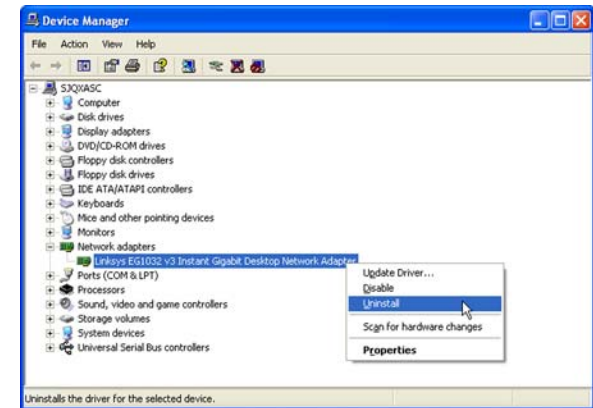 Device Manager
File Action View Help
SJQXASC
Computer
Disk drives
Display adapters
DVD/CD-ROM drives
Floppy disk controllers
Floppy disk drives
IDE ATA/ATAPI controllers
Keyboards
Mice and other pointing devices
Monitors
Network adapters
Linksys EG1032 v3 Instant Gigabit Desktop Network Adapter
Ports (COM & LPT)
Processors
Sound, video and game controllers
Storage volumes
System devices
Universal Serial Bus controllers
Update Driver...
Disable
Uninstall
Scan for hardware changes
Properties
Uninstalls the driver for the selected device.